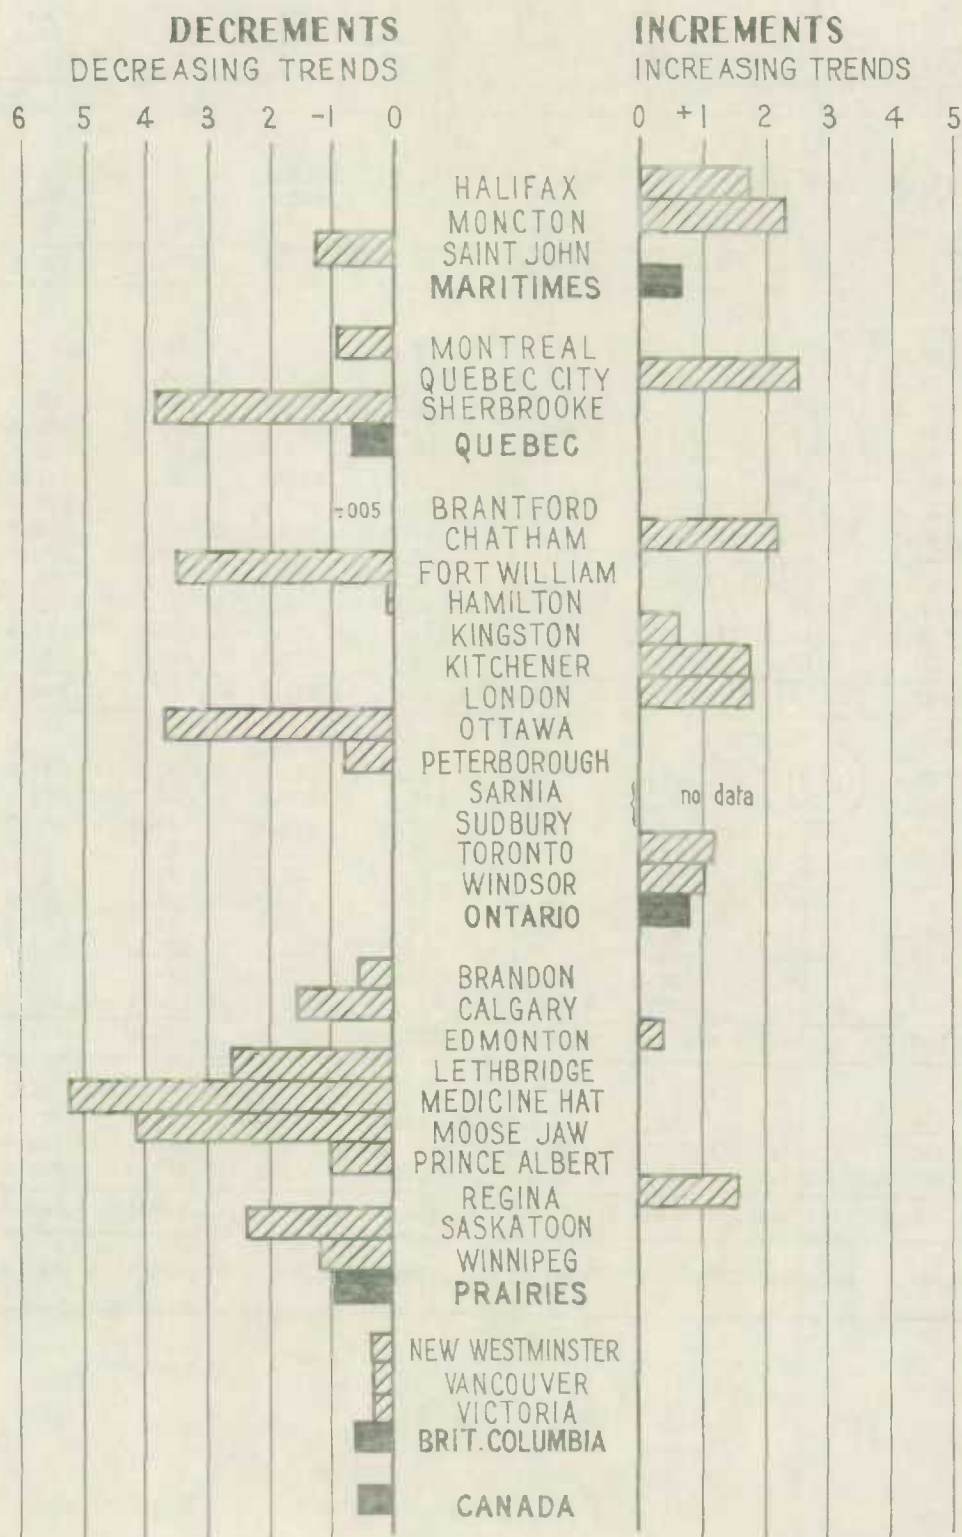 DECREMENTS INCREMENTS
DECREASING TRENDS INCREASING TRENDS
6 5 4 3 2 -1 0 0 +1 2 3 4 5
HALIFAX
MONCTON
SAINT JOHN
MARITIMES
MONTREAL
QUEBEC CITY
SHERBROOKE
QUEBEC
-.005 BRANTFORD
CHATHAM
FORT WILLIAM
HAMILTON
KINGSTON
KITCHENER
LONDON
OTTAWA
PETERBOROUGH
SARNIA no data
SUDBURY
TORONTO
WINDSOR
ONTARIO
BRANDON
CALGARY
EDMONTON
LETHBRIDGE
MEDICINE HAT
MOOSE JAW
PRINCE ALBERT
REGINA
SASKATOON
WINNIPEG
PRAIRIES
NEW WESTMINSTER
VANCOUVER
VICTORIA
BRIT. COLUMBIA
CANADA